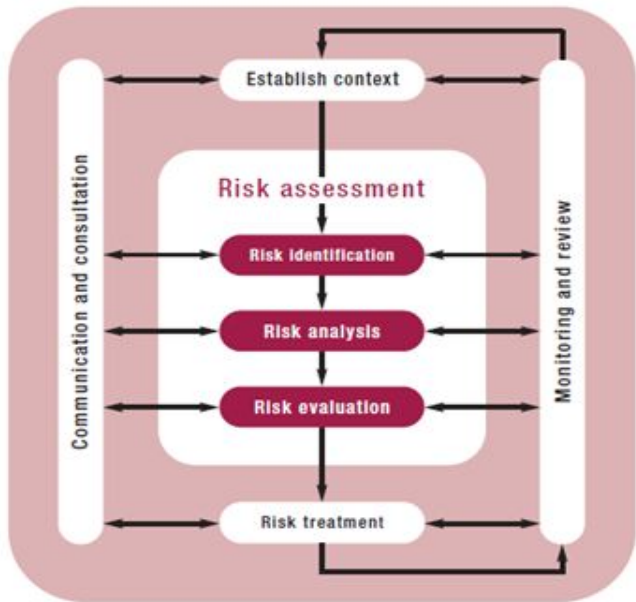 Establish context
Communication and consultation
Risk assessment
Risk identification
Risk analysis
Risk evaluation
Risk treatment
Monitoring and review